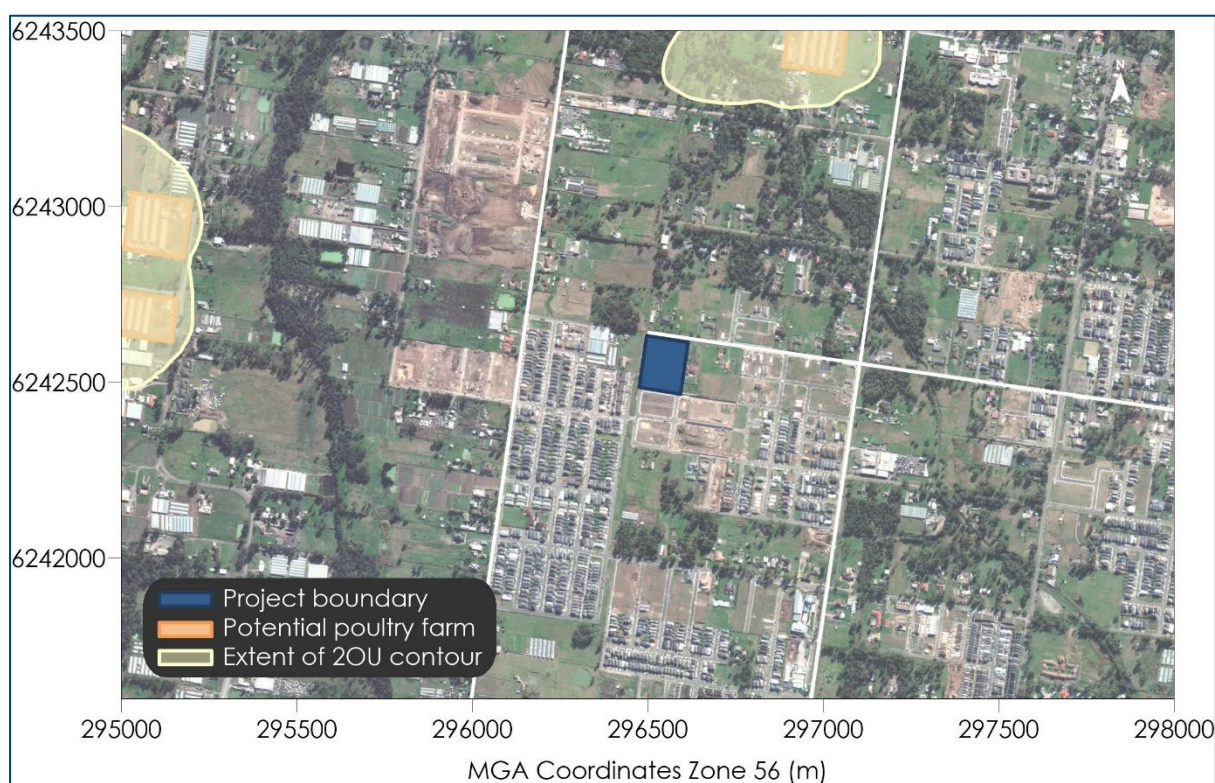 6243500
N
6243000
6242500
6242000
Project boundary
Potential poultry farm
Extent of 2OU contour
295000 295500 296000 296500 297000 297500 298000
MGA Coordinates Zone 56 (m)